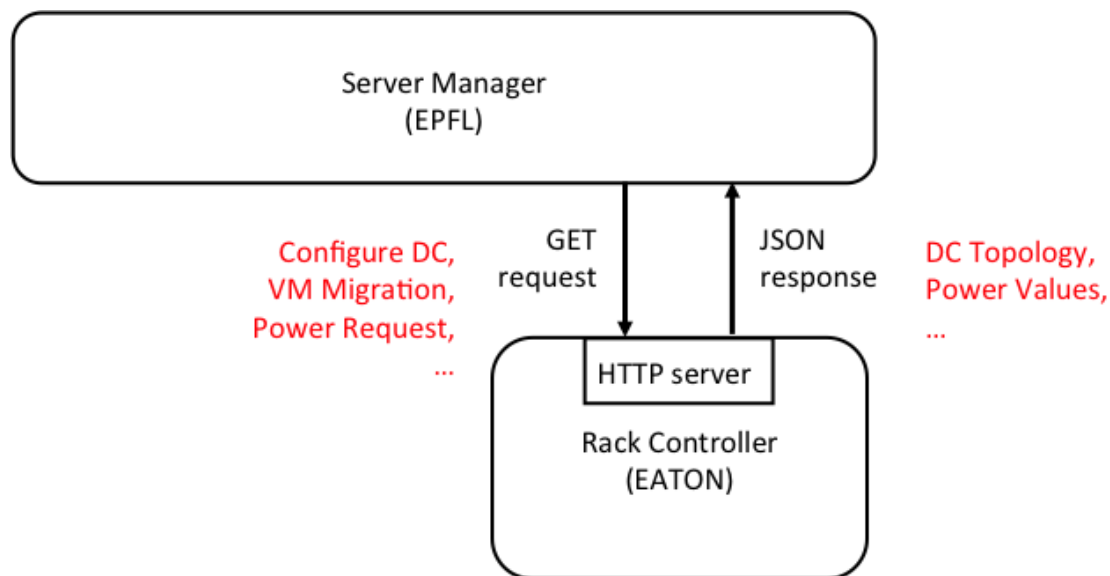 Server Manager
(EPFL)
Configure DC,
VM Migration,
Power Request,
...
GET
request
JSON
response
DC Topology,
Power Values,
...
HTTP server
Rack Controller
(EATON)